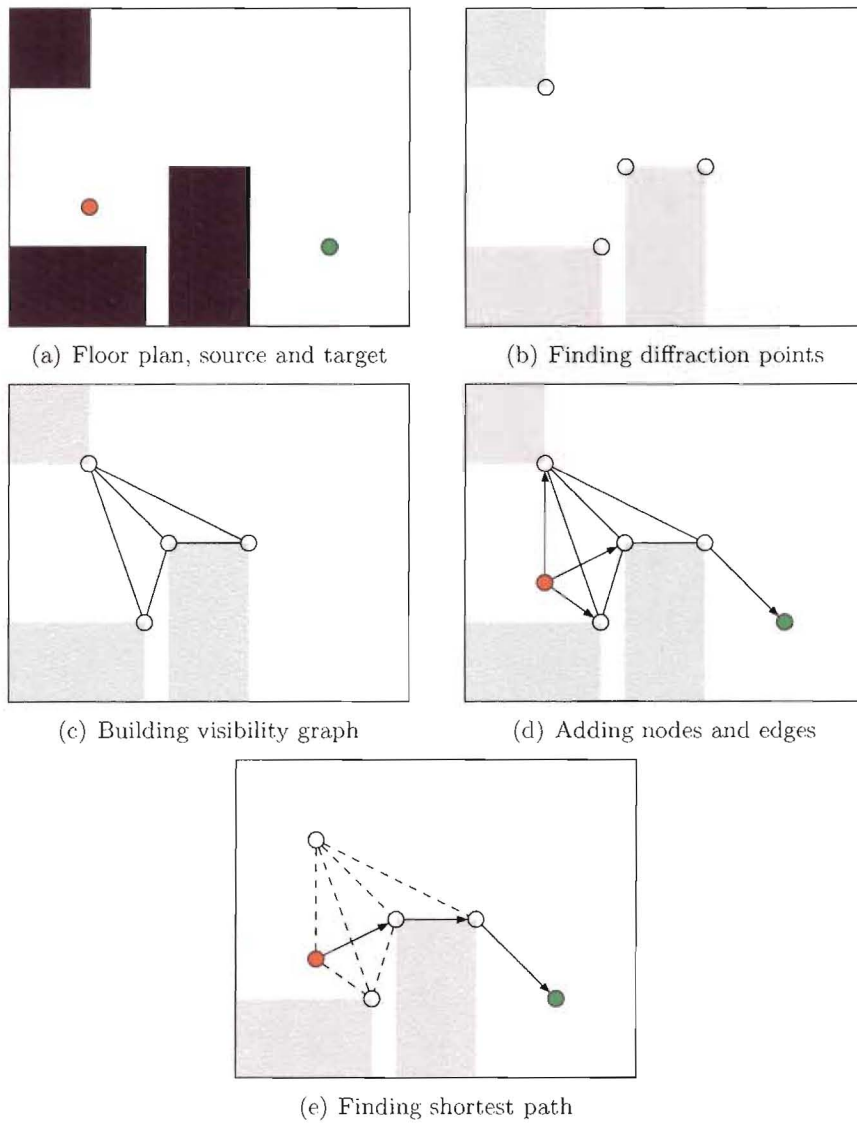 (a) Floor plan, source and target
(b) Finding diffraction points
(c) Building visibility graph
(d) Adding nodes and edges
(e) Finding shortest path